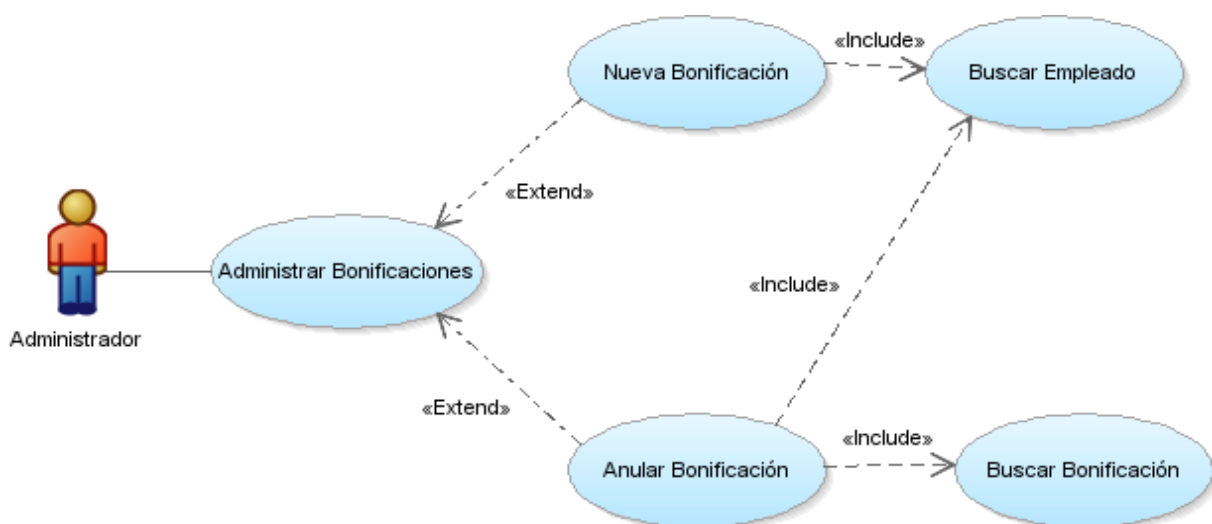 «Include»
Nueva Bonificación
Buscar Empleado
«Extend»
Administrar Bonificaciones
«Include»
Administrador
«Extend»
«Include»
Anular Bonificación
Buscar Bonificación